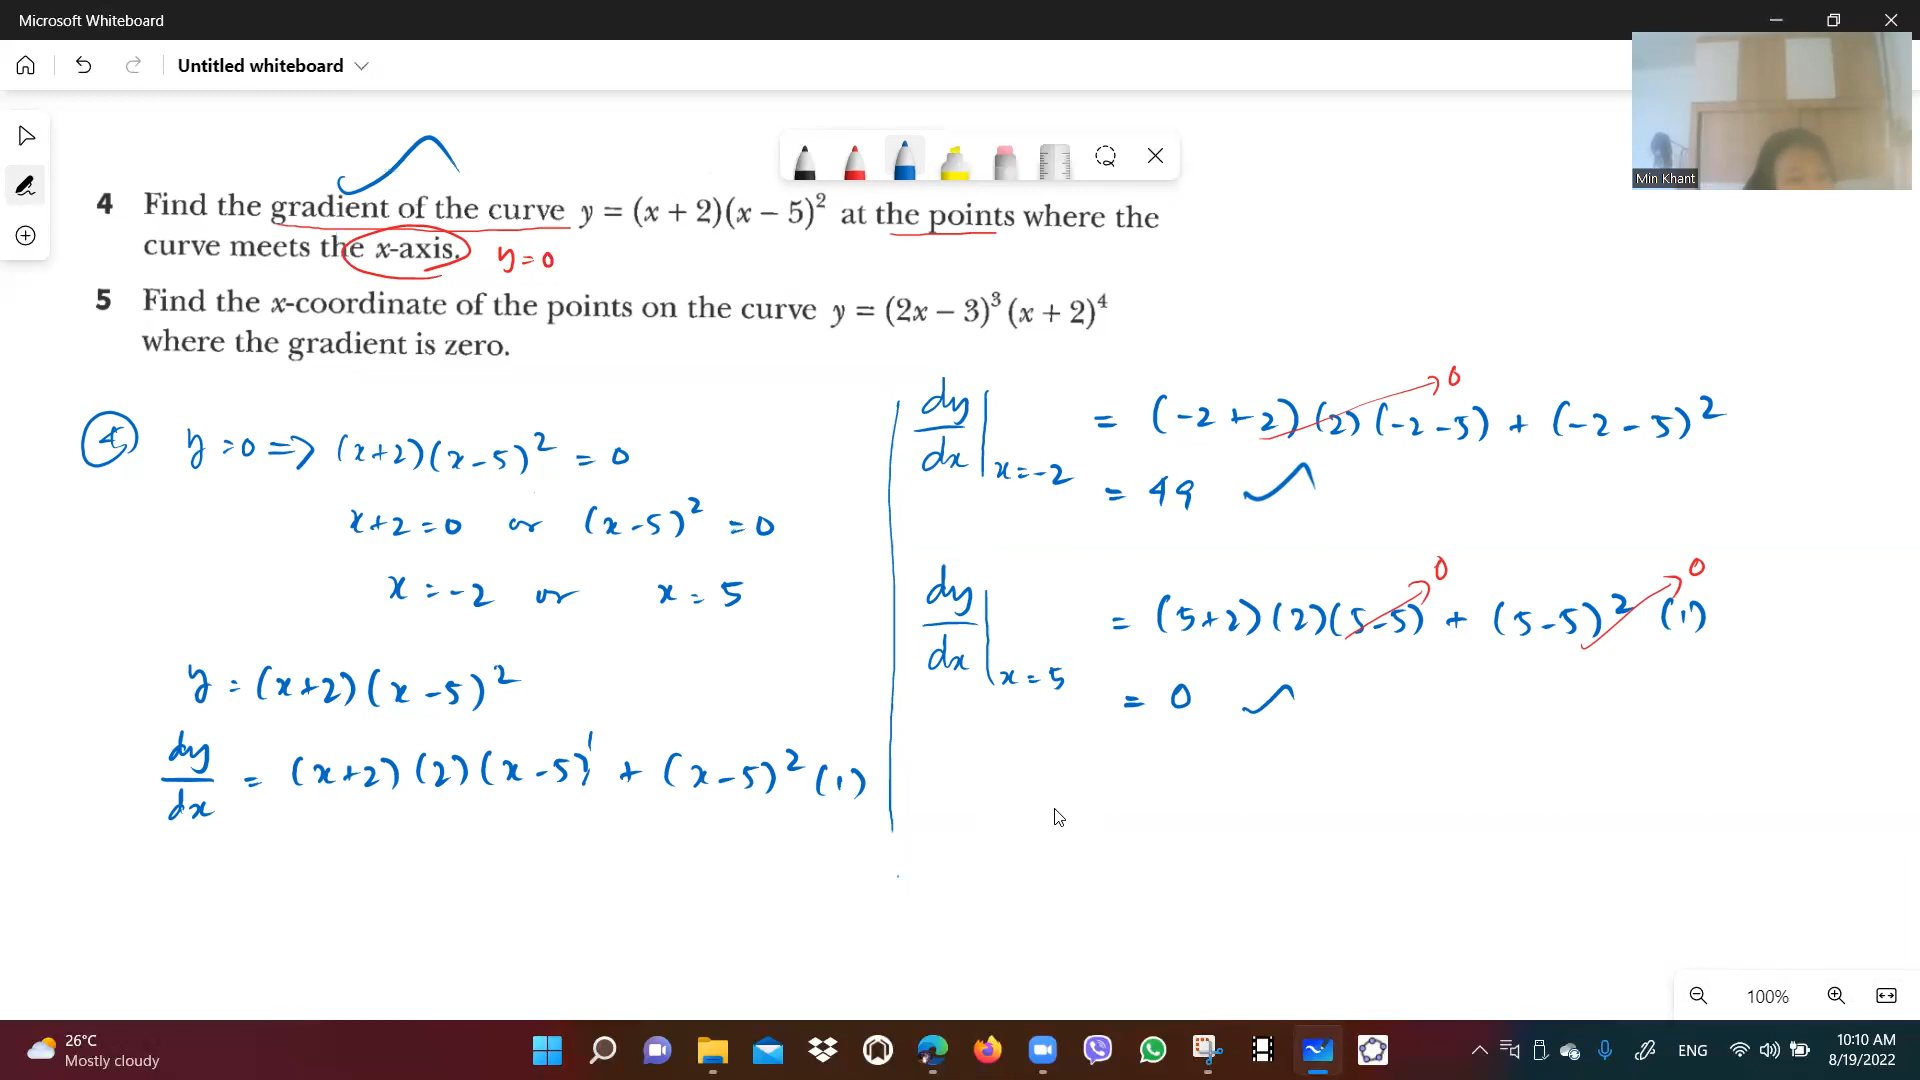 Microsoft Whiteboard
Untitled whiteboard
Min Khant
4 Find the gradient of the curve y = (x + 2)(x − 5)² at the points where the
curve meets the x-axis. y = 0
5 Find the x-coordinate of the points on the curve y = (2x − 3)³ (x + 2)⁴
where the gradient is zero.
④ y = 0 => (x+2)(x-5)² = 0
x+2 = 0 or (x-5)² = 0
x = -2 or x = 5
y = (x+2)(x-5)²
dy/dx = (x+2)(2)(x-5)¹ + (x-5)²(1)
dy/dx | x=-2 = (-2+2)(2)(-2-5) + (-2-5)²
0
= 49
dy/dx | x=5 = (5+2)(2)(5-5) + (5-5)² (1)
0 0
= 0
100%
26°C
Mostly cloudy
ENG
10:10 AM
8/19/2022